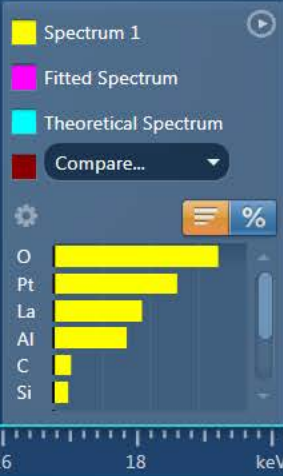 Spectrum 1
Fitted Spectrum
Theoretical Spectrum
Compare...
%
O
Pt
La
Al
C
Si
6 18 keV